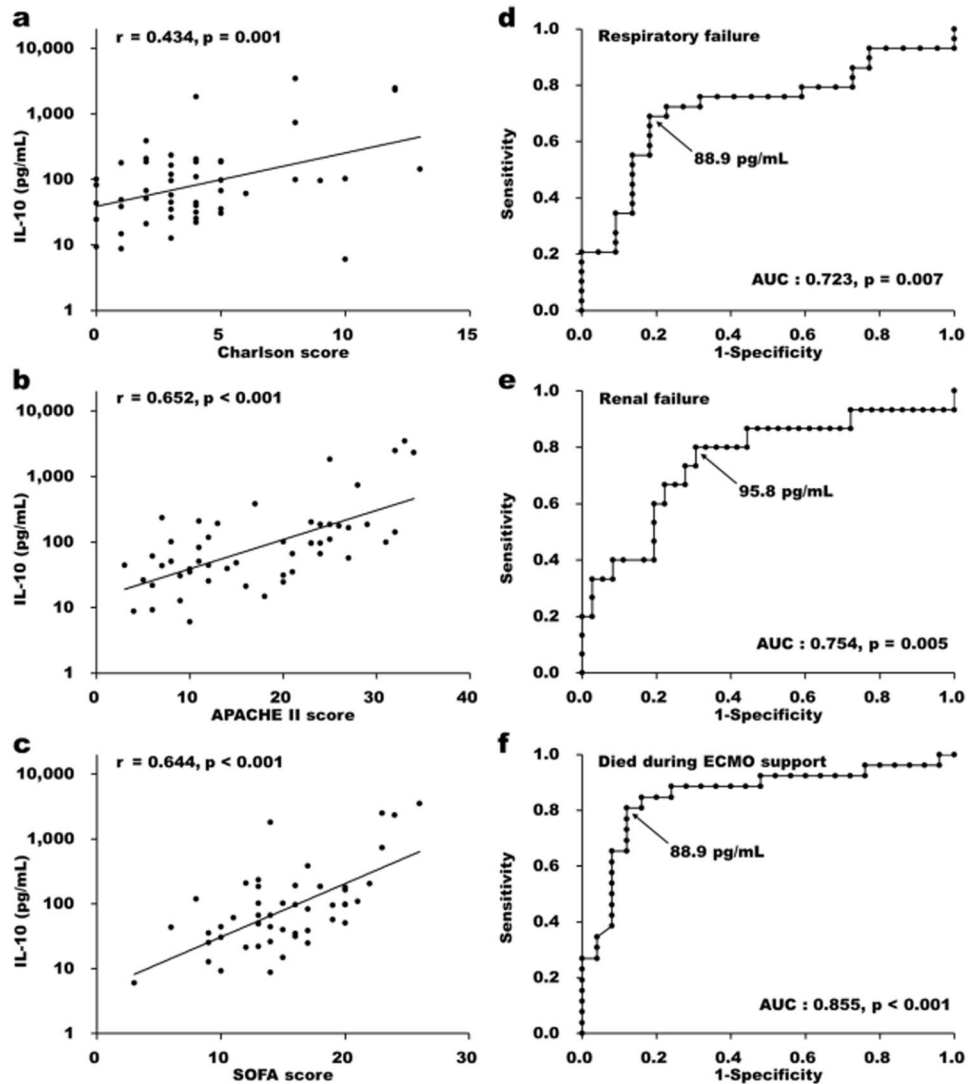 a
r = 0.434, p = 0.001
10,000
1,000
100
10
1
IL-10 (pg/mL)
0 5 10 15
Charlson score
b
r = 0.652, p < 0.001
10,000
1,000
100
10
1
IL-10 (pg/mL)
0 10 20 30 40
APACHE II score
c
r = 0.644, p < 0.001
10,000
1,000
100
10
1
IL-10 (pg/mL)
0 10 20 30
SOFA score
d
Respiratory failure
1.0
0.8
0.6
0.4
0.2
0.0
Sensitivity
88.9 pg/mL
AUC : 0.723, p = 0.007
0.0 0.2 0.4 0.6 0.8 1.0
1-Specificity
e
Renal failure
1.0
0.8
0.6
0.4
0.2
0.0
Sensitivity
95.8 pg/mL
AUC : 0.754, p = 0.005
0.0 0.2 0.4 0.6 0.8 1.0
1-Specificity
f
Died during ECMO support
1.0
0.8
0.6
0.4
0.2
0.0
Sensitivity
88.9 pg/mL
AUC : 0.855, p < 0.001
0.0 0.2 0.4 0.6 0.8 1.0
1-Specificity